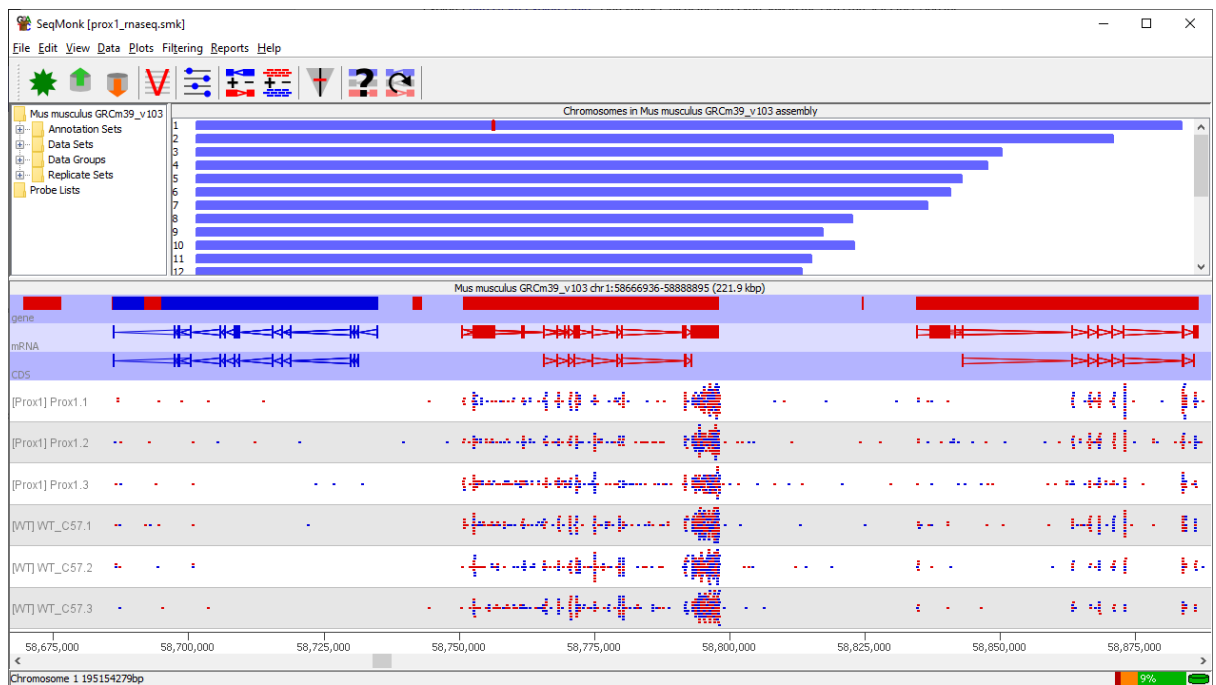 SeqMonk [prox1_rnaseq.smk]
File Edit View Data Plots Filtering Reports Help
Mus musculus GRCm39_v103
Annotation Sets
Data Sets
Data Groups
Replicate Sets
Probe Lists
Chromosomes in Mus musculus GRCm39_v103 assembly
1
2
3
4
5
6
7
8
9
10
11
12
Mus musculus GRCm39_v103 chr1:58666936-58888895 (221.9 kbp)
gene
mRNA
CDS
[Prox1] Prox1.1
[Prox1] Prox1.2
[Prox1] Prox1.3
[WT] WT_C57.1
[WT] WT_C57.2
[WT] WT_C57.3
58,675,000 58,700,000 58,725,000 58,750,000 58,775,000 58,800,000 58,825,000 58,850,000 58,875,000
Chromosome 1 195154279bp
9%